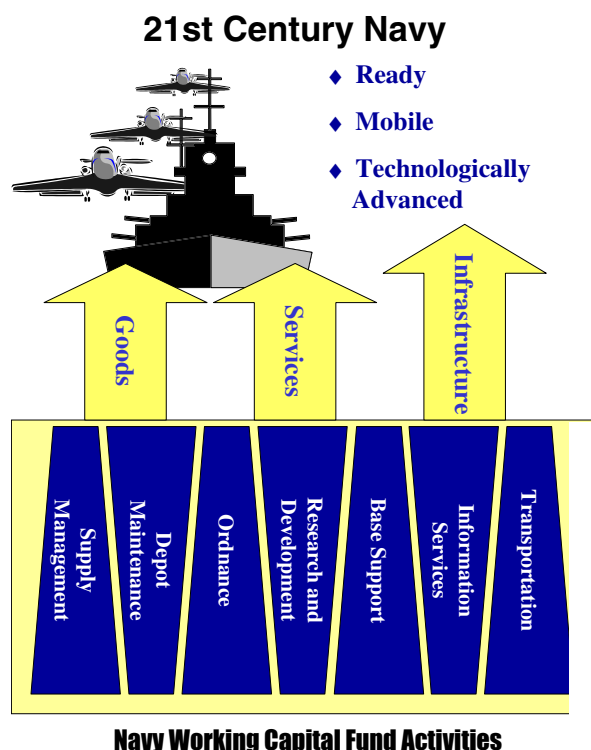 21st Century Navy
♦ Ready
♦ Mobile
♦ Technologically
Advanced
Goods
Services
Infrastructure
Supply
Management
Depot
Maintenance
Ordnance
Research and
Development
Base Support
Information
Services
Transportation
Navy Working Capital Fund Activities